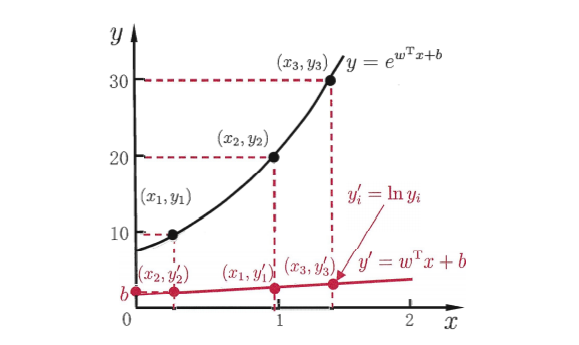 y
(x₃, y₃)
y = e^{wᵀx+b}
30
(x₂, y₂)
20
(x₁, y₁)
y′ᵢ = ln yᵢ
10
(x₂, y′₂)
(x₁, y′₁)
(x₃, y′₃)
y′ = wᵀx + b
b
0
1
2
x